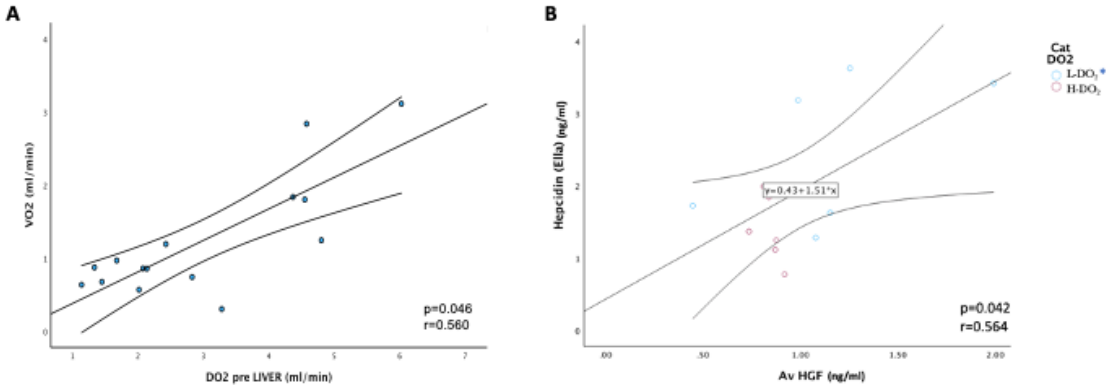 A
VO2 (ml/min)
4
3
2
1
0
1 2 3 4 5 6 7
DO2 pre LIVER (ml/min)
p=0.046
r=0.560
B
Hepcidin (Ella) (ng/ml)
4
3
2
1
0
.00 .50 1.00 1.50 2.00
Av HGF (ng/ml)
y=0.43+1.51*x
p=0.042
r=0.564
Cat
DO2
L-DO₂ *
H-DO₂